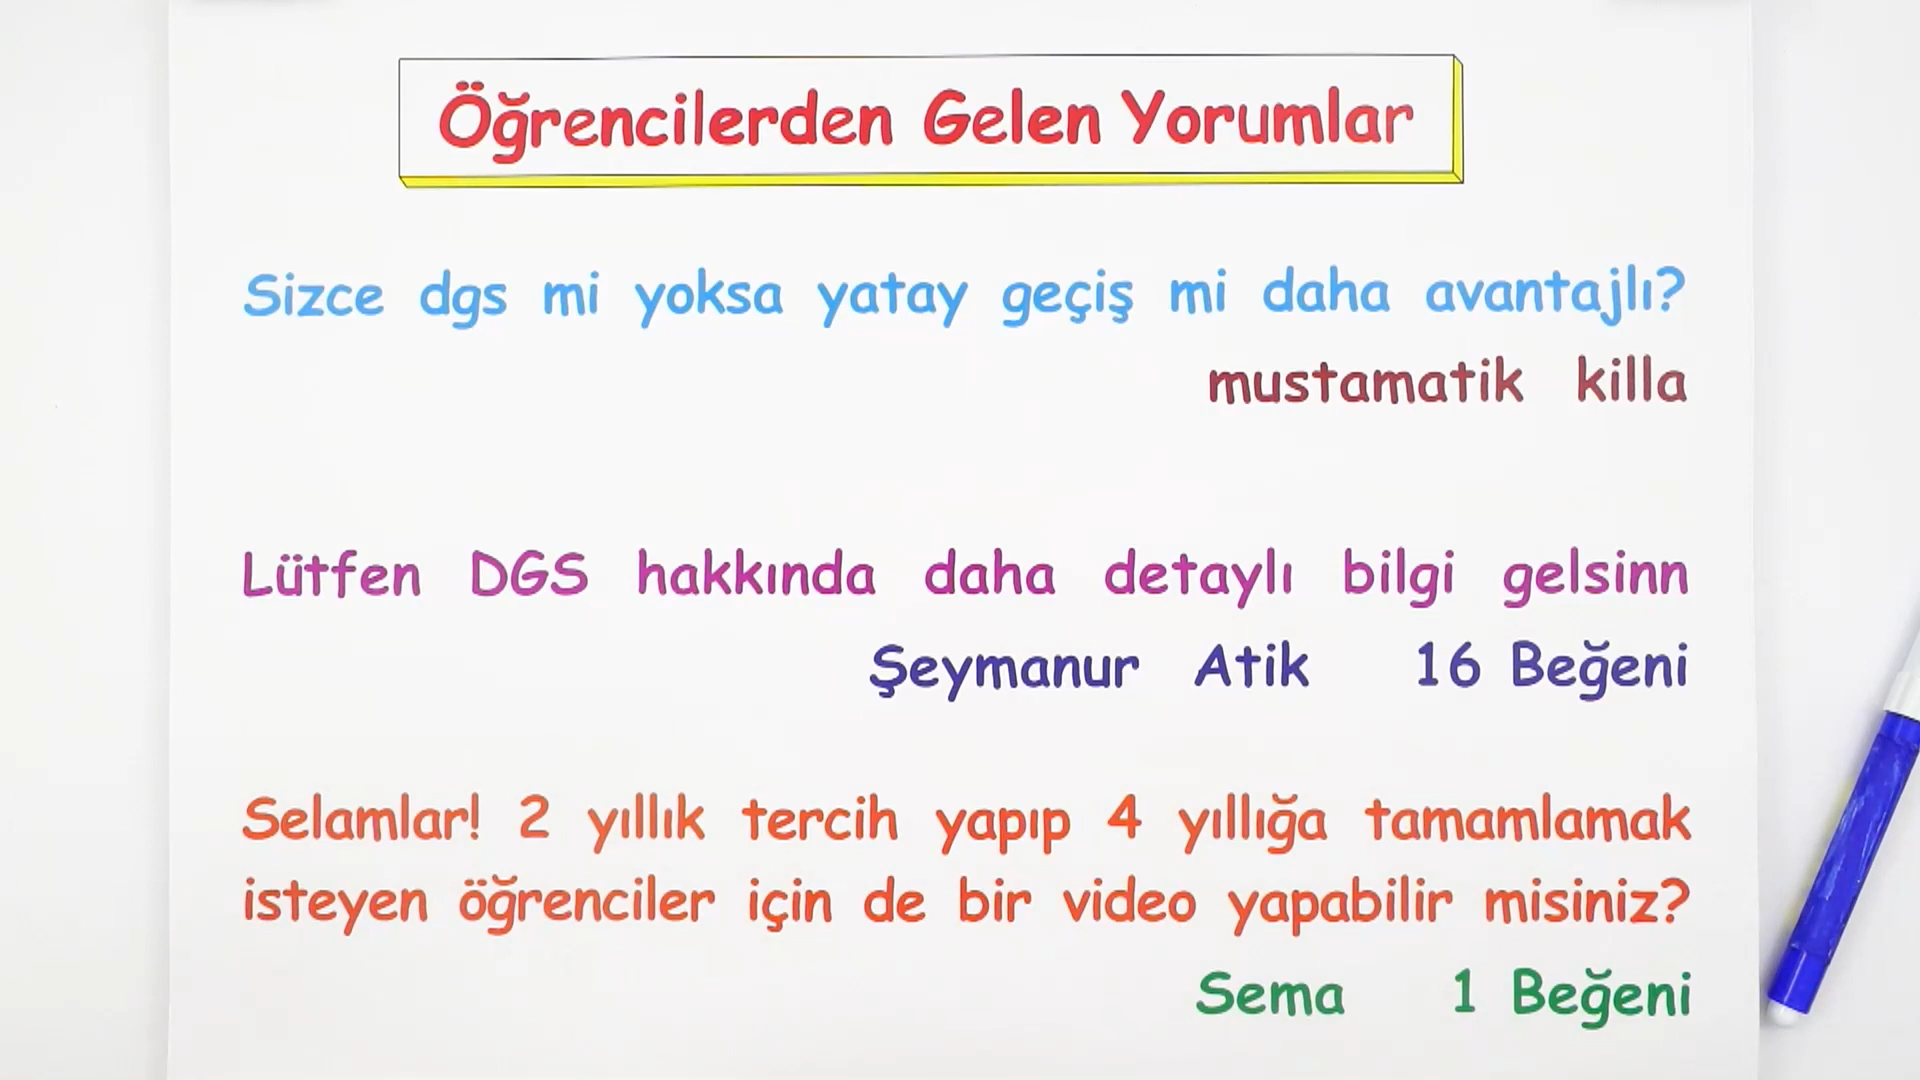 Öğrencilerden Gelen Yorumlar
Sizce dgs mi yoksa yatay geçiş mi daha avantajlı?
mustamatik killa
Lütfen DGS hakkında daha detaylı bilgi gelsinn
Şeymanur Atik 16 Beğeni
Selamlar! 2 yıllık tercih yapıp 4 yıllığa tamamlamak
isteyen öğrenciler için de bir video yapabilir misiniz?
Sema 1 Beğeni